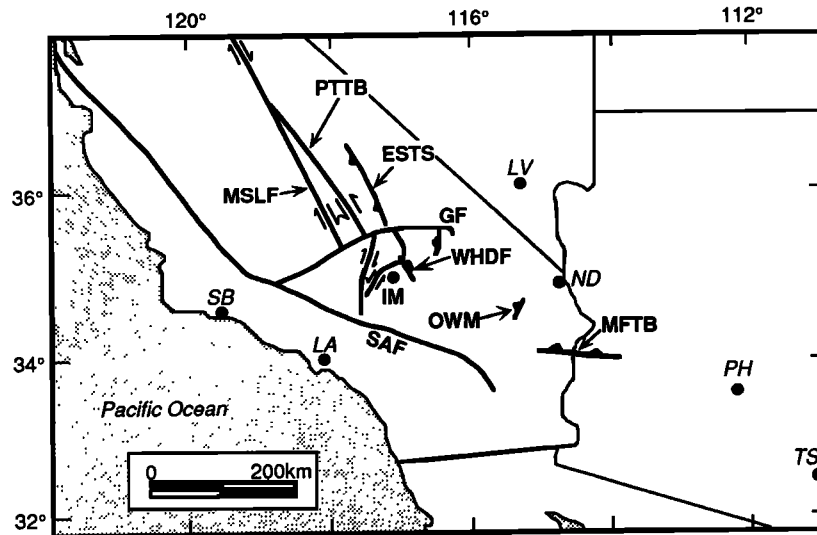 120°
116°
112°
PTTB
ESTS
LV
36°
MSLF
GF
WHDF
IM
ND
SB
OWM
MFTB
SAF
LA
34°
PH
Pacific Ocean
TS
0 200km
32°